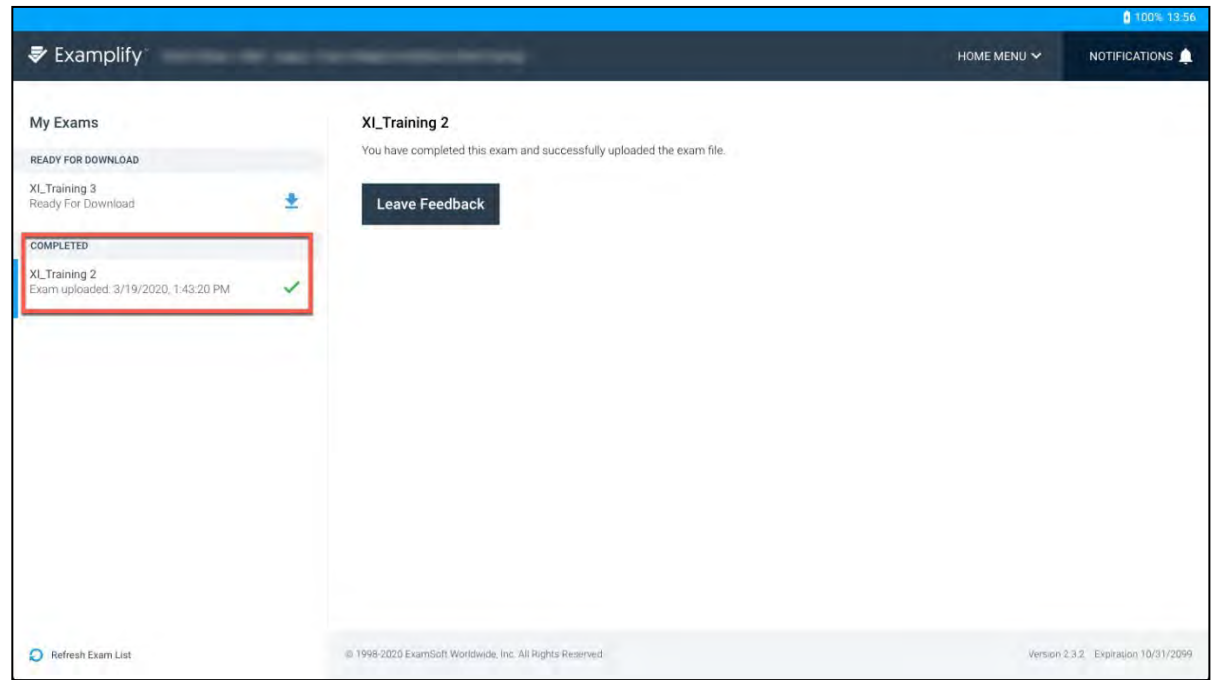 100% 13:56
Examplify
HOME MENU
NOTIFICATIONS
My Exams
READY FOR DOWNLOAD
XI_Training 3
Ready For Download
COMPLETED
XI_Training 2
Exam uploaded: 3/19/2020, 1:43:20 PM
XI_Training 2
You have completed this exam and successfully uploaded the exam file.
Leave Feedback
Refresh Exam List
© 1998-2020 ExamSoft Worldwide, Inc. All Rights Reserved
Version 2.3.2 Expiration 10/31/2099